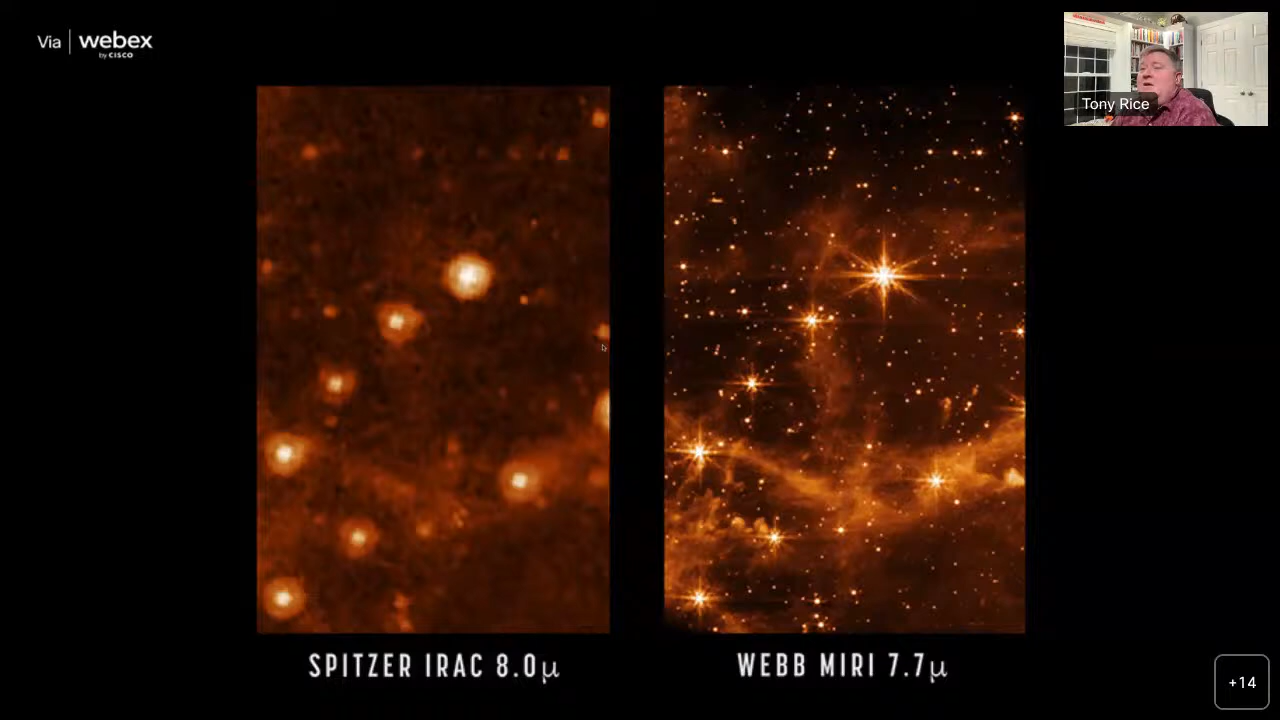 Via | webex
by CISCO
Tony Rice
SPITZER IRAC 8.0μ
WEBB MIRI 7.7μ
+14